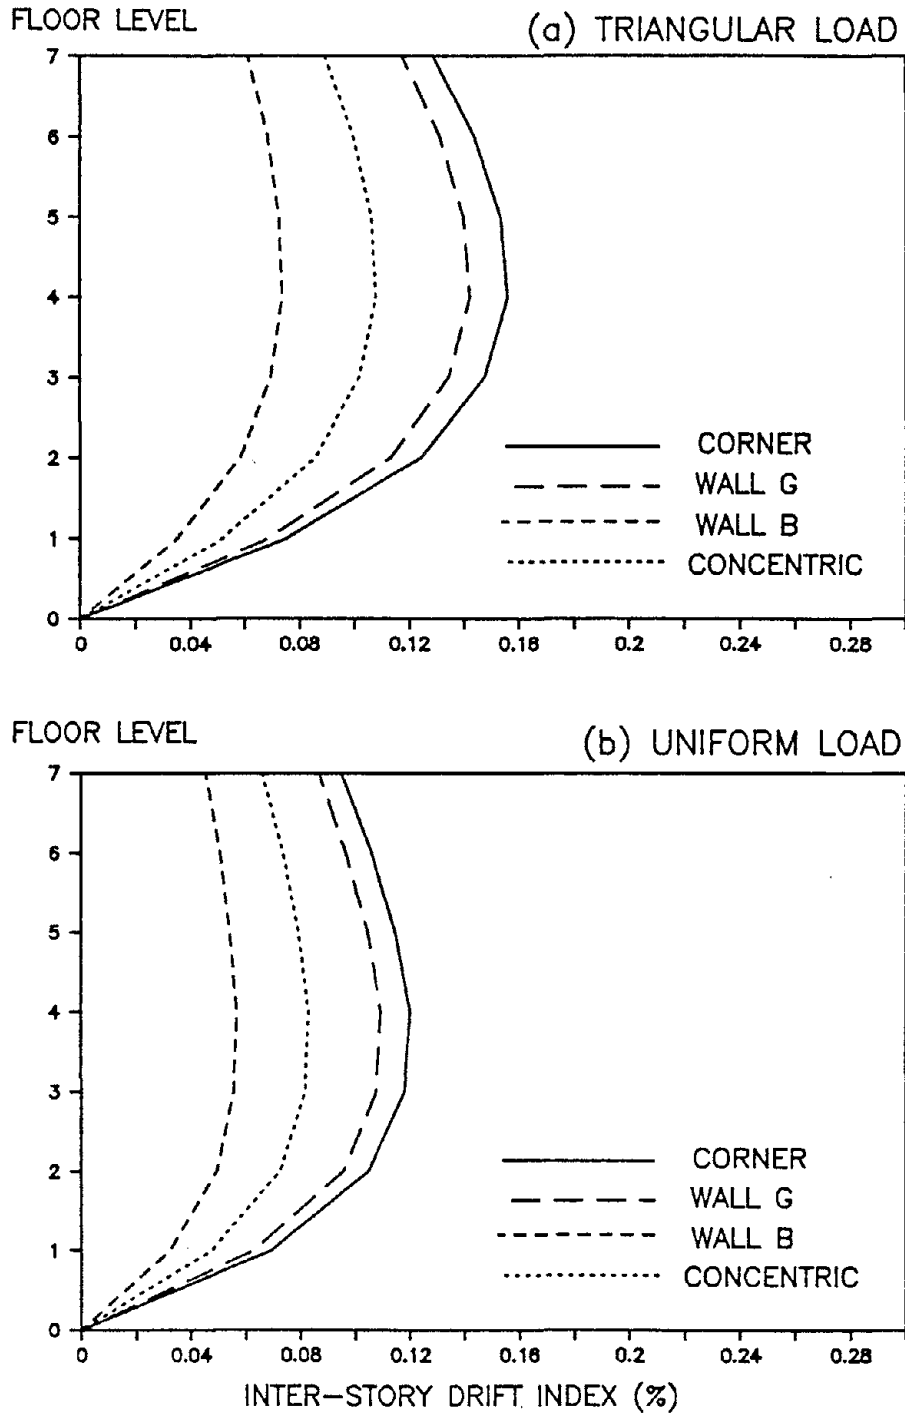 FLOOR LEVEL
(a) TRIANGULAR LOAD
7
6
5
4
3
2
1
0
CORNER
WALL G
WALL B
CONCENTRIC
0 0.04 0.08 0.12 0.16 0.2 0.24 0.28
FLOOR LEVEL
(b) UNIFORM LOAD
7
6
5
4
3
2
1
0
CORNER
WALL G
WALL B
CONCENTRIC
0 0.04 0.08 0.12 0.16 0.2 0.24 0.28
INTER-STORY DRIFT INDEX (%)